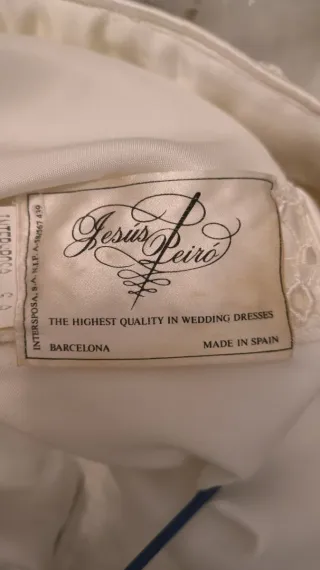 Jesús Peiró
THE HIGHEST QUALITY IN WEDDING DRESSES
BARCELONA MADE IN SPAIN
INTERSPOSA, S.A. N.I.F.